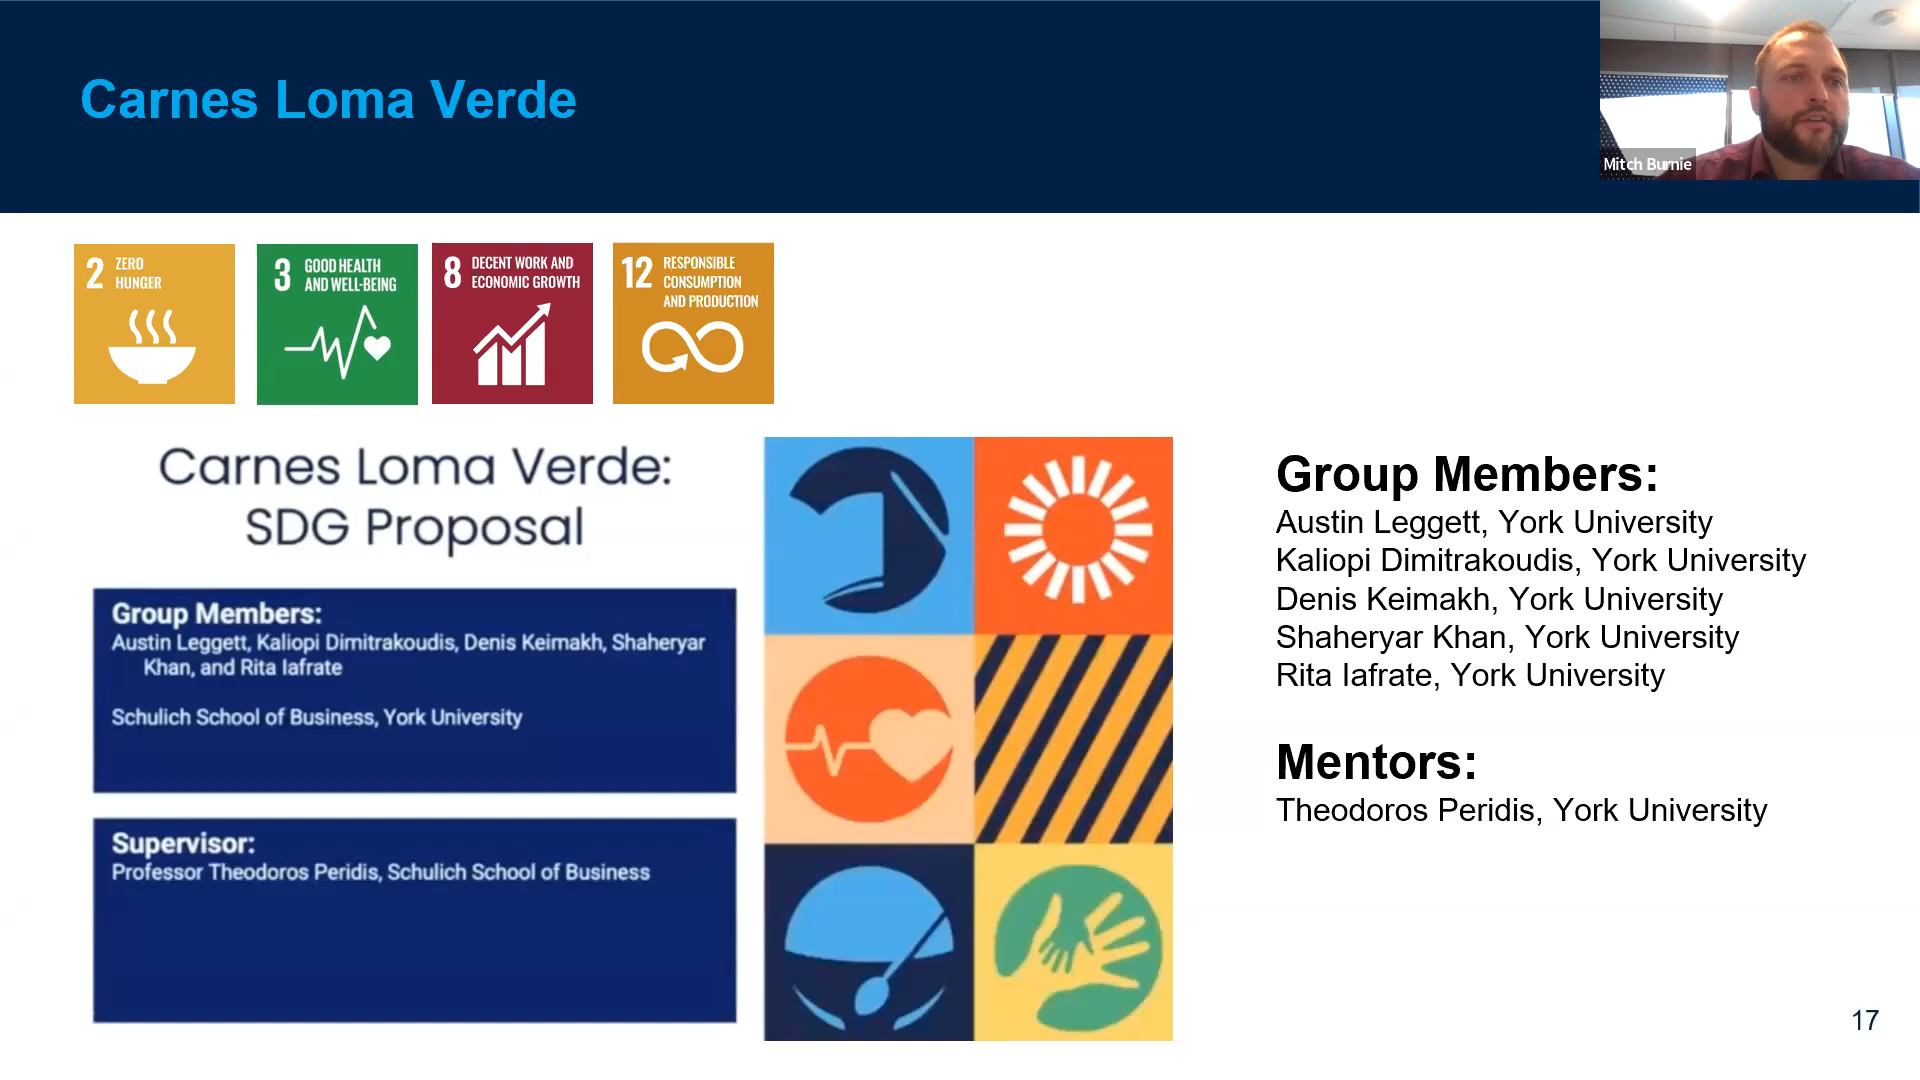 Carnes Loma Verde
Mitch Burnie
2 ZERO
HUNGER
3 GOOD HEALTH
AND WELL-BEING
8 DECENT WORK AND
ECONOMIC GROWTH
12 RESPONSIBLE
CONSUMPTION
AND PRODUCTION
Carnes Loma Verde:
SDG Proposal
Group Members:
Austin Leggett, Kaliopi Dimitrakoudis, Denis Keimakh, Shaheryar
Khan, and Rita Iafrate
Schulich School of Business, York University
Supervisor:
Professor Theodoros Peridis, Schulich School of Business
Group Members:
Austin Leggett, York University
Kaliopi Dimitrakoudis, York University
Denis Keimakh, York University
Shaheryar Khan, York University
Rita Iafrate, York University
Mentors:
Theodoros Peridis, York University
17